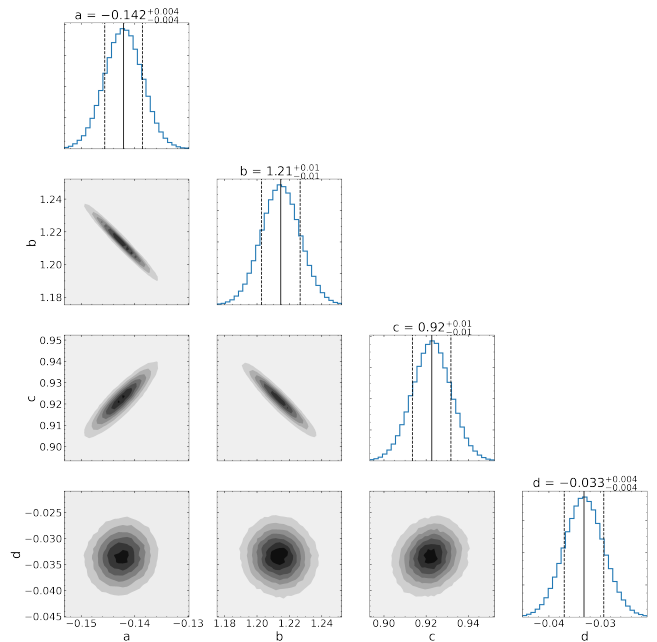 a = −0.142+0.004−0.004
b = 1.21+0.01−0.01
1.24
1.22
1.20
1.18
b
c = 0.92+0.01−0.01
0.95
0.94
0.93
0.92
0.91
0.90
c
d = −0.033+0.004−0.004
−0.025
−0.030
−0.035
−0.040
−0.045
d
−0.15 −0.14 −0.13
a
1.18 1.20 1.22 1.24
b
0.90 0.92 0.94
c
−0.04 −0.03
d